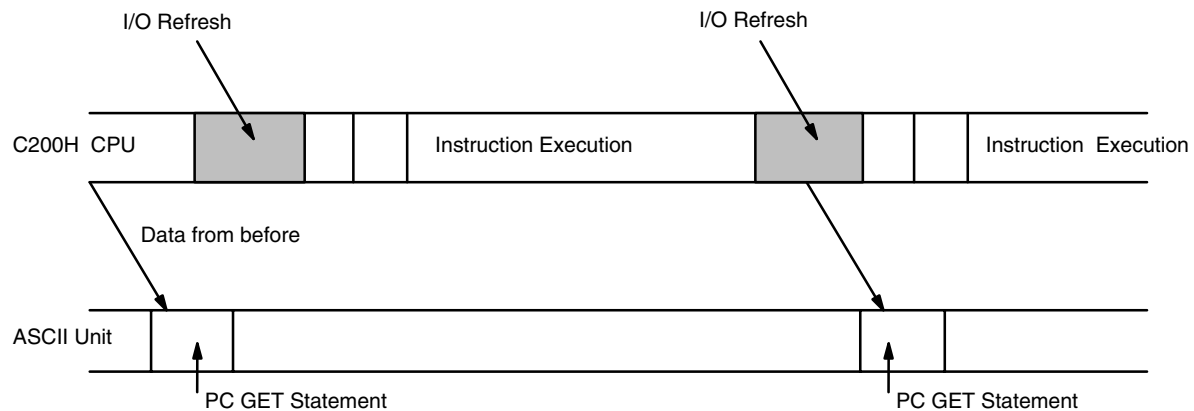 I/O Refresh
I/O Refresh
C200H CPU
Instruction Execution
Instruction Execution
Data from before
ASCII Unit
PC GET Statement
PC GET Statement